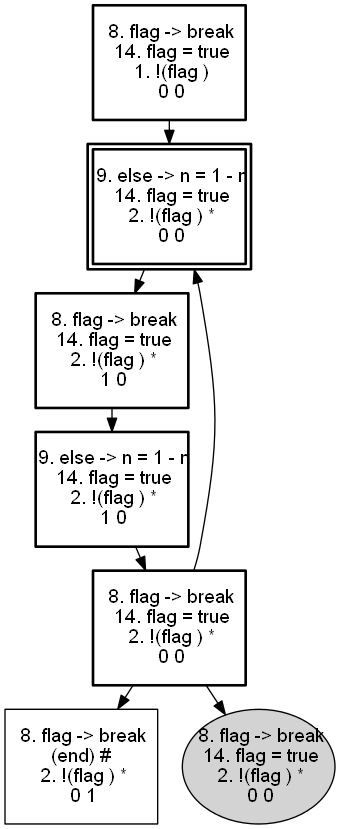 8. flag -> break
14. flag = true
1. !(flag )
0 0
9. else -> n = 1 - n
14. flag = true
2. !(flag ) *
0 0
8. flag -> break
14. flag = true
2. !(flag ) *
1 0
9. else -> n = 1 - n
14. flag = true
2. !(flag ) *
1 0
8. flag -> break
14. flag = true
2. !(flag ) *
0 0
8. flag -> break
(end) #
2. !(flag ) *
0 1
8. flag -> break
14. flag = true
2. !(flag ) *
0 0